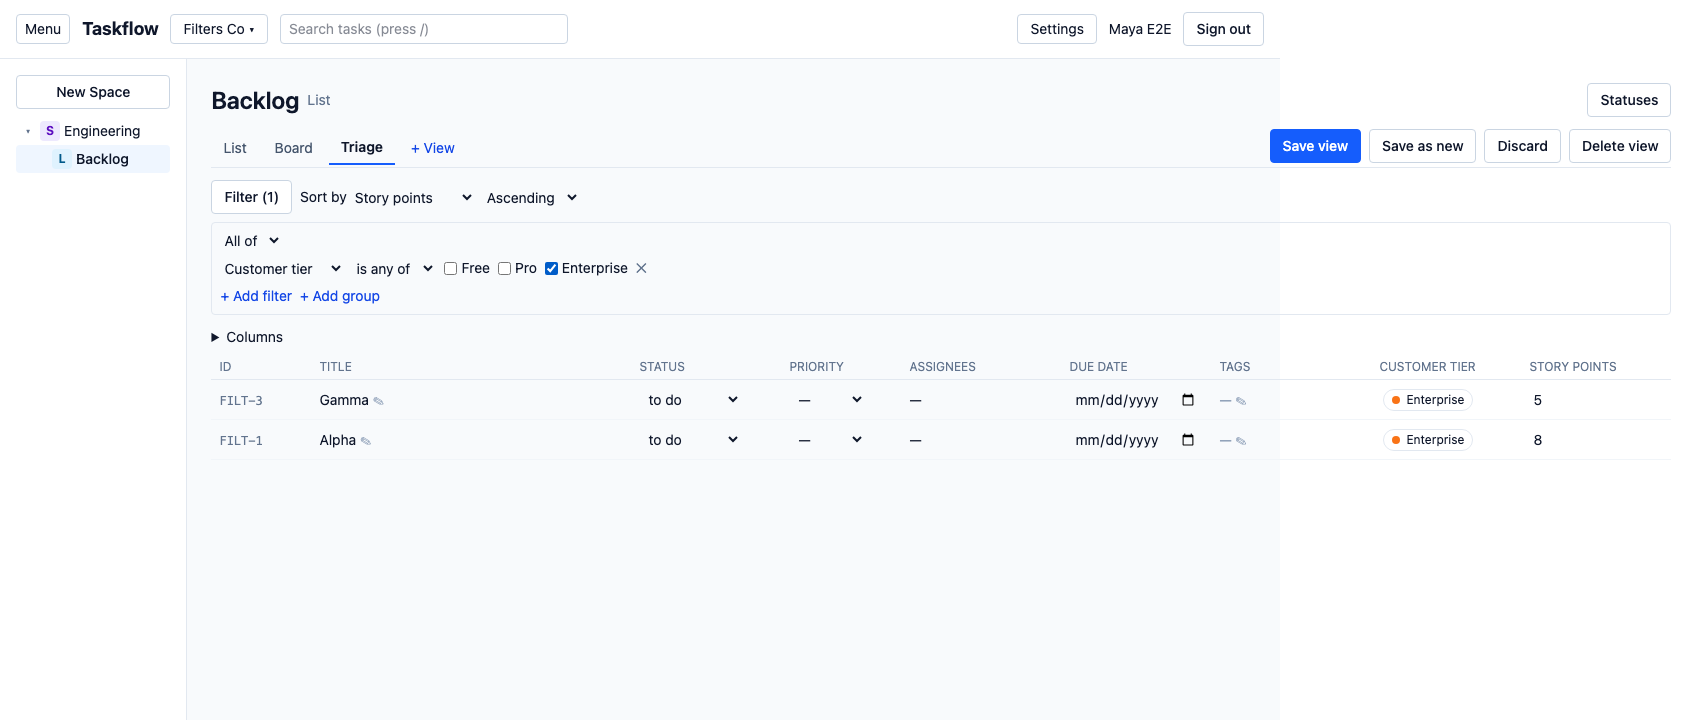 Menu Taskflow Filters Co ▾ Search tasks (press /) Settings Maya E2E Sign out
New Space
▾ S Engineering
L Backlog
Backlog List Statuses
List Board Triage + View Save view Save as new Discard Delete view
Filter (1) Sort by Story points Ascending
All of
Customer tier is any of Free Pro Enterprise ×
+ Add filter + Add group
▶ Columns
ID TITLE STATUS PRIORITY ASSIGNEES DUE DATE TAGS CUSTOMER TIER STORY POINTS
FILT-3 Gamma ✎ to do — — mm/dd/yyyy — ✎ Enterprise 5
FILT-1 Alpha ✎ to do — — mm/dd/yyyy — ✎ Enterprise 8